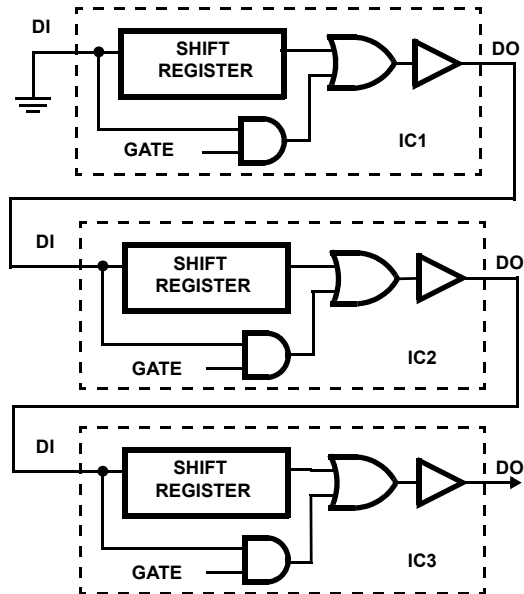 DI
SHIFT
REGISTER
DO
GATE
IC1
DI
SHIFT
REGISTER
DO
GATE
IC2
DI
SHIFT
REGISTER
DO
GATE
IC3